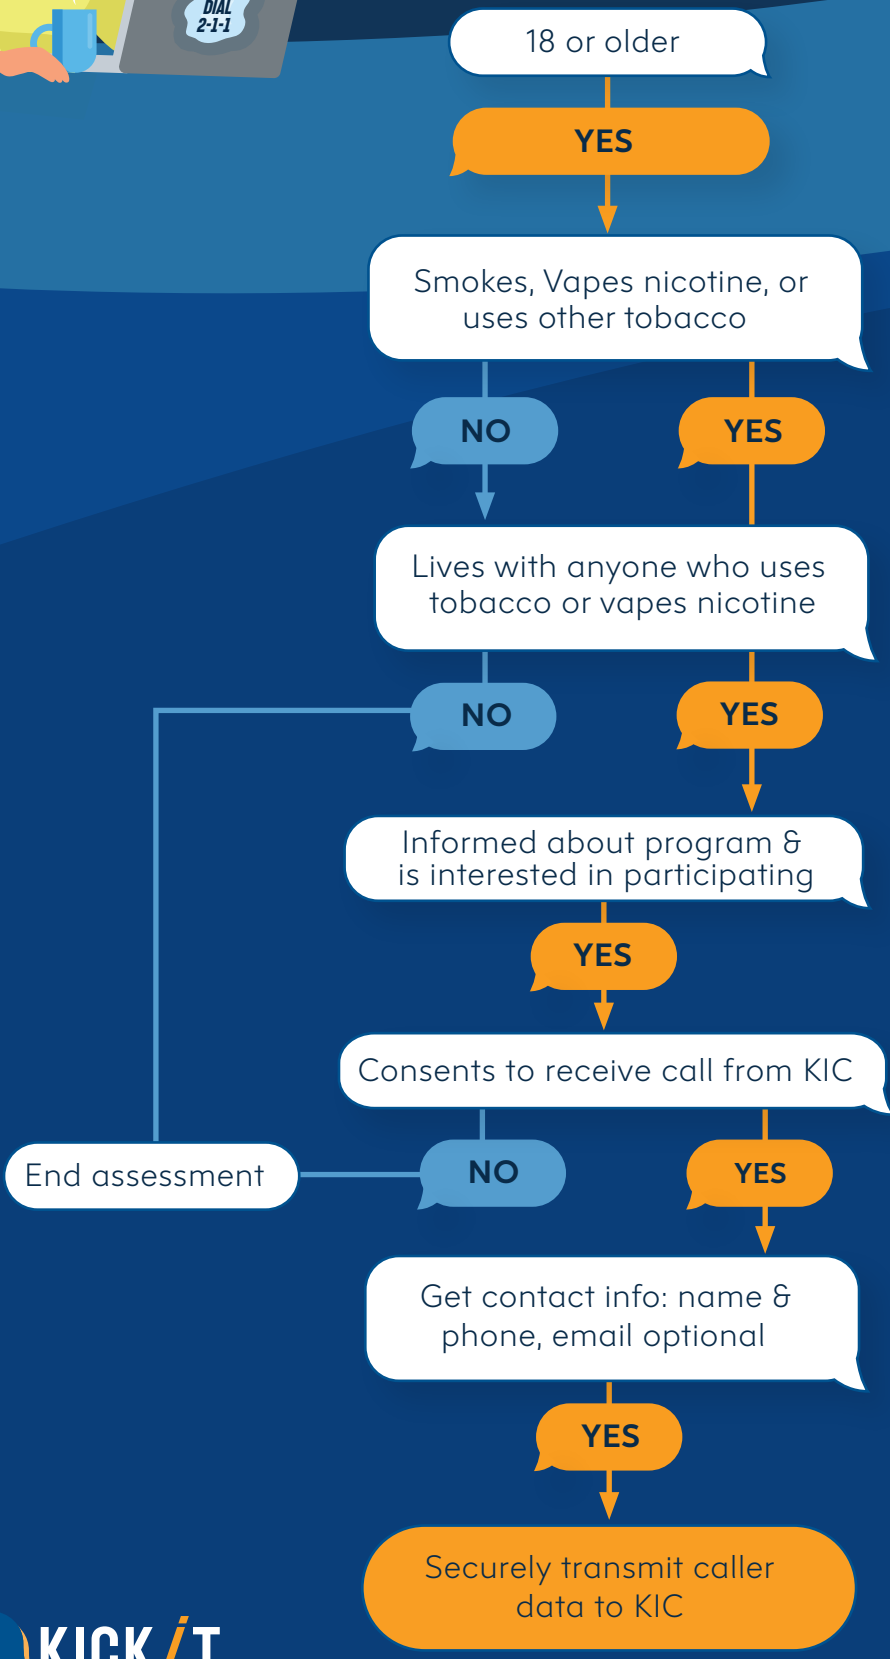 DIAL
2-1-1
18 or older
YES
Smokes, Vapes nicotine, or
uses other tobacco
NO
YES
Lives with anyone who uses
tobacco or vapes nicotine
NO
YES
Informed about program &
is interested in participating
YES
Consents to receive call from KIC
End assessment
NO
YES
Get contact info: name &
phone, email optional
YES
Securely transmit caller
data to KIC
KICK iT